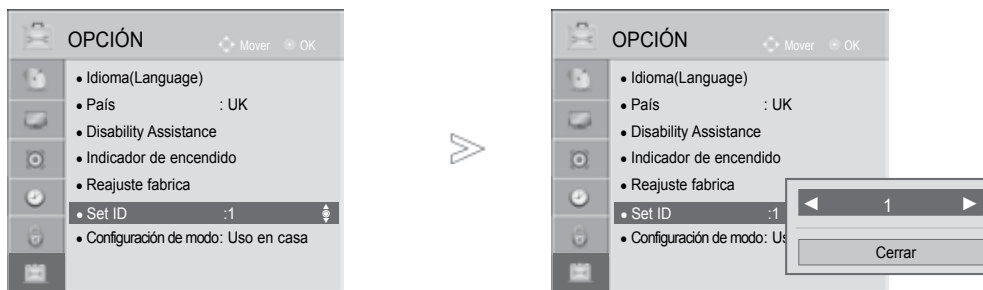 OPCIÓN Mover OK
• Idioma(Language)
• País : UK
• Disability Assistance
• Indicador de encendido
• Reajuste fabrica
• Set ID :1
• Configuración de modo: Uso en casa
OPCIÓN Mover OK
• Idioma(Language)
• País : UK
• Disability Assistance
• Indicador de encendido
• Reajuste fabrica
• Set ID :1
• Configuración de modo: Us
◄ 1 ►
Cerrar